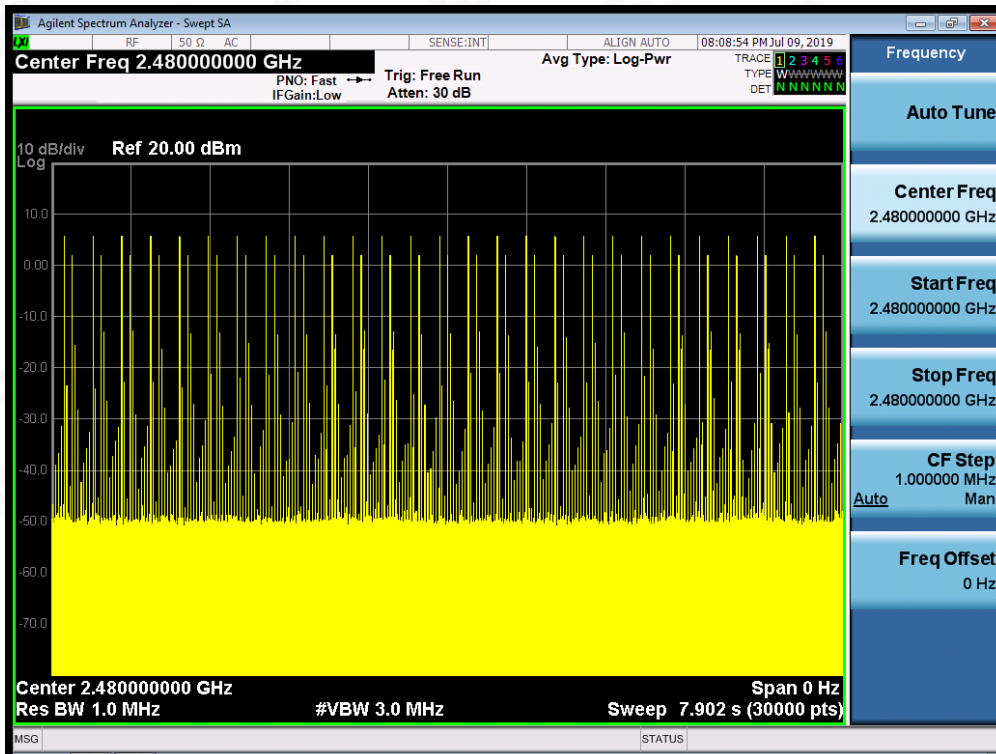 Agilent Spectrum Analyzer - Swept SA
LXI RF 50 Ω AC SENSE:INT ALIGN AUTO 08:08:54 PM Jul 09, 2019
Center Freq 2.480000000 GHz
PNO: Fast
IFGain:Low
Trig: Free Run
Atten: 30 dB
Avg Type: Log-Pwr
TRACE 1 2 3 4 5 6
TYPE WWWWWWW
DET N N N N N N
10 dB/div Ref 20.00 dBm
Log
10.0
0.00
-10.0
-20.0
-30.0
-40.0
-50.0
-60.0
-70.0
Center 2.480000000 GHz Span 0 Hz
Res BW 1.0 MHz #VBW 3.0 MHz Sweep 7.902 s (30000 pts)
MSG STATUS
Frequency
Auto Tune
Center Freq
2.480000000 GHz
Start Freq
2.480000000 GHz
Stop Freq
2.480000000 GHz
CF Step
1.000000 MHz
Auto Man
Freq Offset
0 Hz